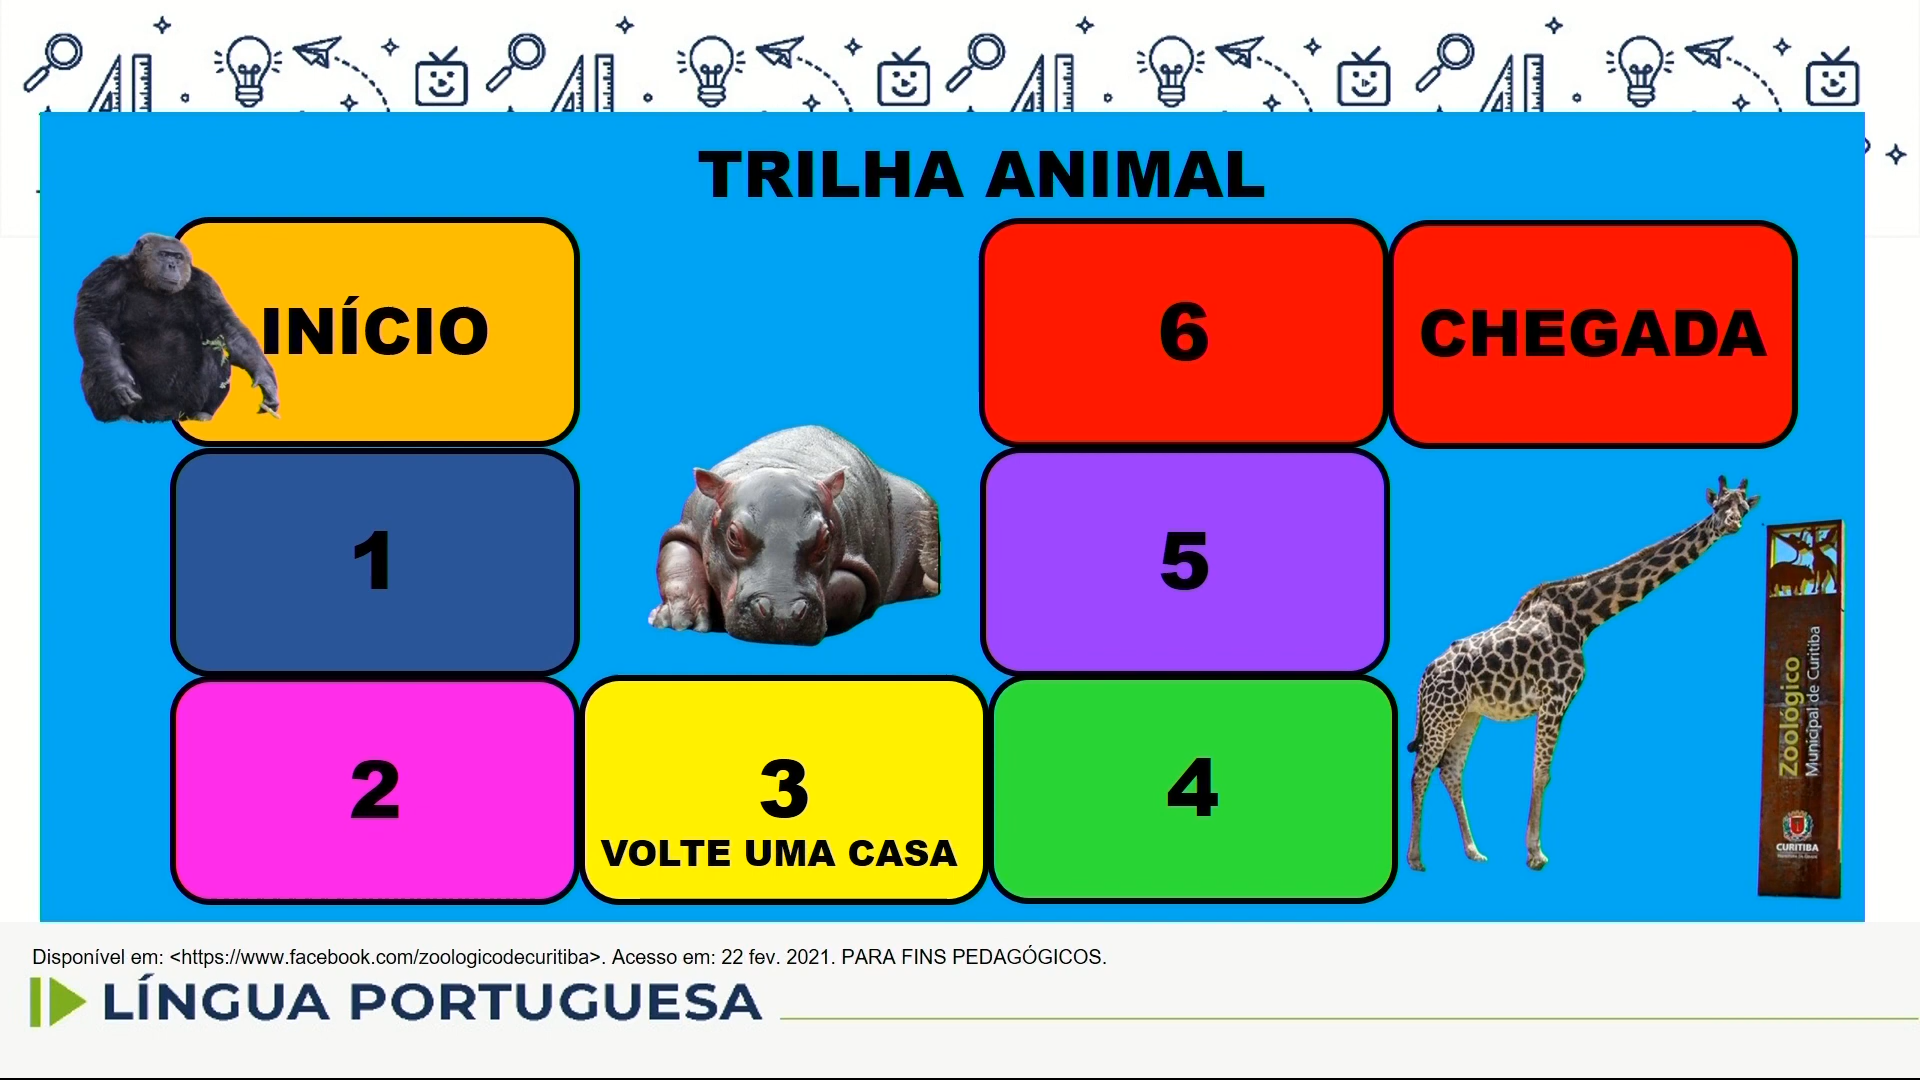 TRILHA ANIMAL
INÍCIO
6
CHEGADA
1
5
2
3
VOLTE UMA CASA
4
Zoológico
Municipal de Curitiba
CURITIBA
Disponível em: <https://www.facebook.com/zoologicodecuritiba>. Acesso em: 22 fev. 2021. PARA FINS PEDAGÓGICOS.
LÍNGUA PORTUGUESA